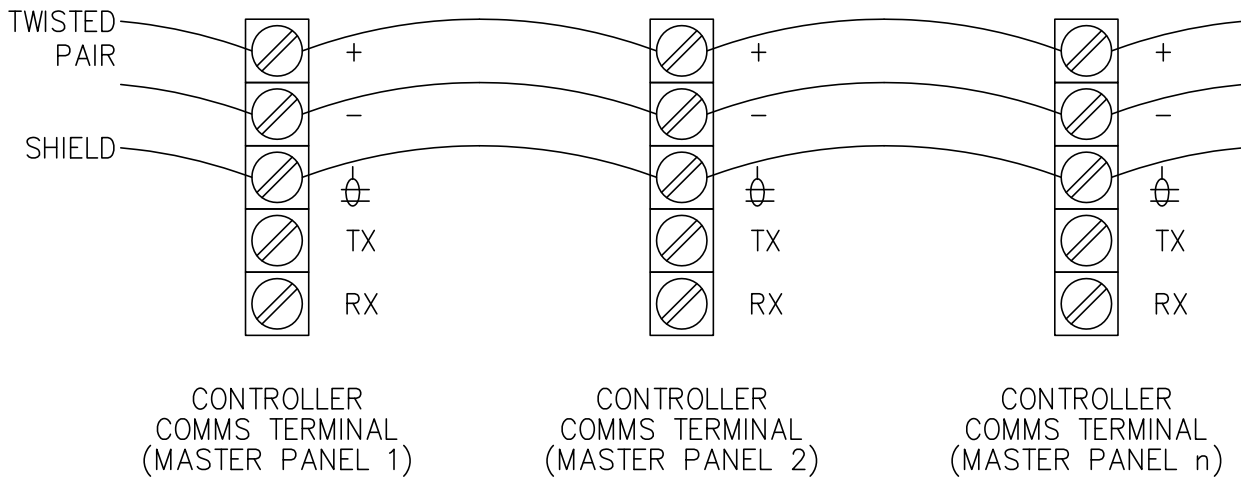 TWISTED
PAIR
SHIELD
+ + +
- - -
TX TX TX
RX RX RX
CONTROLLER
COMMS TERMINAL
(MASTER PANEL 1)
CONTROLLER
COMMS TERMINAL
(MASTER PANEL 2)
CONTROLLER
COMMS TERMINAL
(MASTER PANEL n)